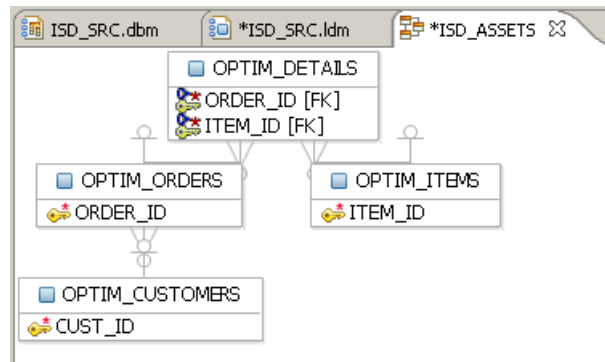 ISD_SRC.dbm
*ISD_SRC.ldm
*ISD_ASSETS
OPTIM_DETAILS
ORDER_ID [FK]
ITEM_ID [FK]
OPTIM_ORDERS
ORDER_ID
OPTIM_ITEMS
ITEM_ID
OPTIM_CUSTOMERS
CUST_ID